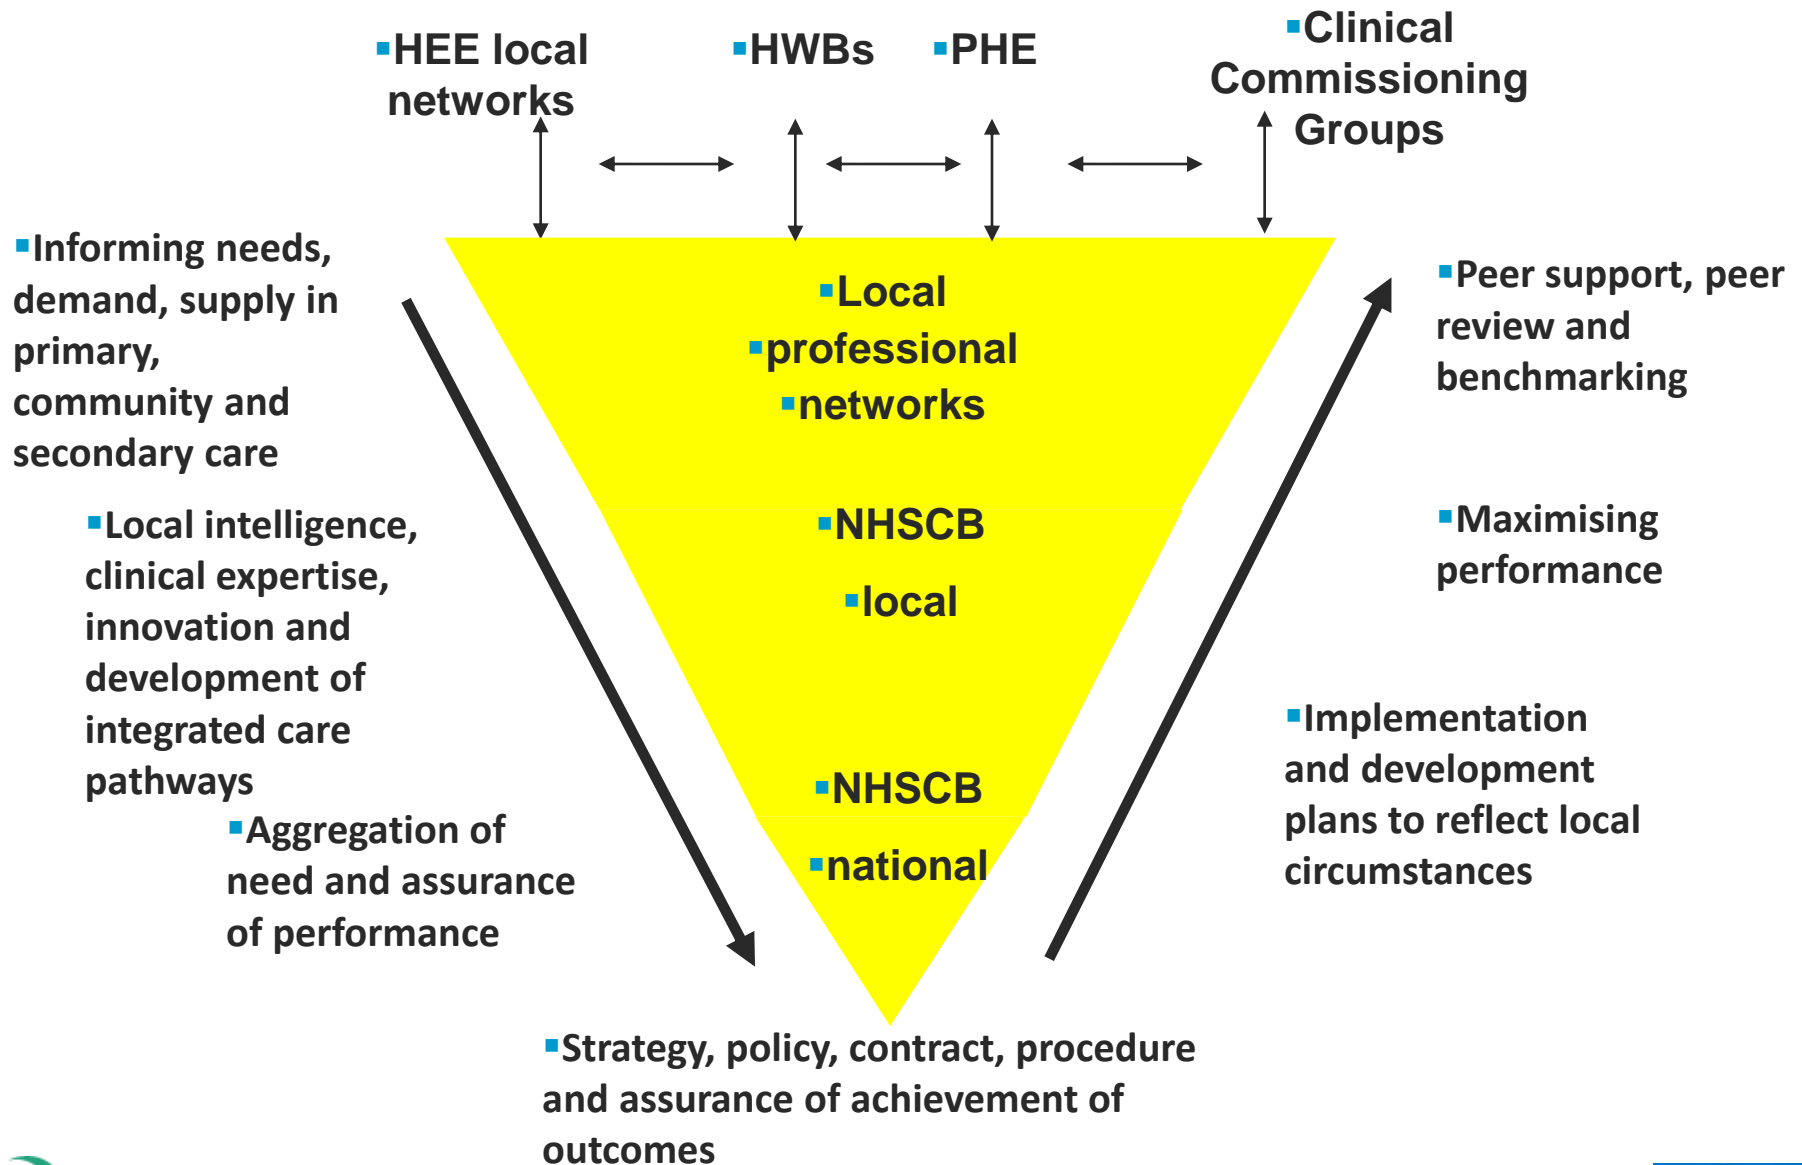 ▪HEE local
networks
▪HWBs
▪PHE
▪Clinical
Commissioning
Groups
▪Informing needs,
demand, supply in
primary,
community and
secondary care
▪Local
▪professional
▪networks
▪Peer support, peer
review and
benchmarking
▪Local intelligence,
clinical expertise,
innovation and
development of
integrated care
pathways
▪NHSCB
▪local
▪Maximising
performance
▪Implementation
and development
plans to reflect local
circumstances
▪Aggregation of
need and assurance
of performance
▪NHSCB
▪national
▪Strategy, policy, contract, procedure
and assurance of achievement of
outcomes